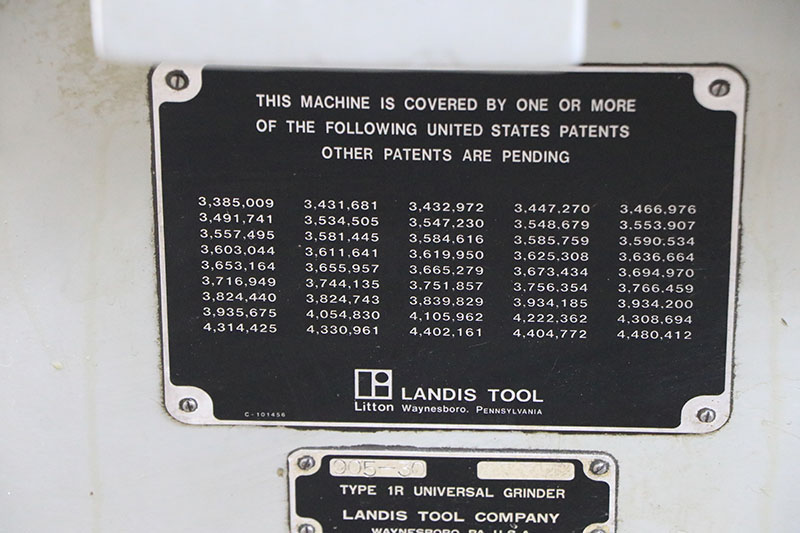 THIS MACHINE IS COVERED BY ONE OR MORE
OF THE FOLLOWING UNITED STATES PATENTS
OTHER PATENTS ARE PENDING
3,385,009 3,431,681 3,432,972 3,447,270 3,466,976
3,491,741 3,534,505 3,547,230 3,548,679 3,553,907
3,557,495 3,581,445 3,584,616 3,585,759 3,590,534
3,603,044 3,611,641 3,619,950 3,625,308 3,636,664
3,653,164 3,655,957 3,665,279 3,673,434 3,694,970
3,716,949 3,744,135 3,751,857 3,756,354 3,766,459
3,824,440 3,824,743 3,839,829 3,934,185 3,934,200
3,935,675 4,054,830 4,105,962 4,222,362 4,308,694
4,314,425 4,330,961 4,402,161 4,404,772 4,480,412
LANDIS TOOL
Litton Waynesboro, PENNSYLVANIA
C-101456
TYPE 1R UNIVERSAL GRINDER
LANDIS TOOL COMPANY
WAYNESBORO, PA., U.S.A.